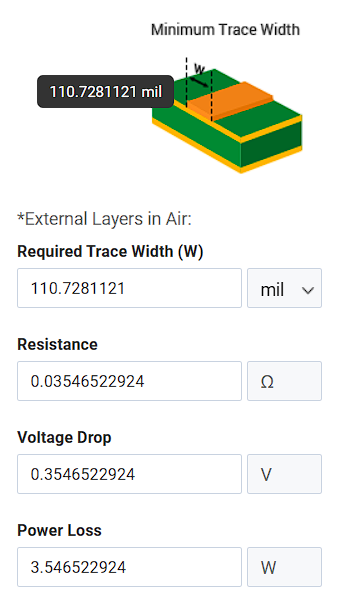 Minimum Trace Width
W
110.7281121 mil
*External Layers in Air:
Required Trace Width (W)
110.7281121 mil
Resistance
0.03546522924 Ω
Voltage Drop
0.3546522924 V
Power Loss
3.546522924 W